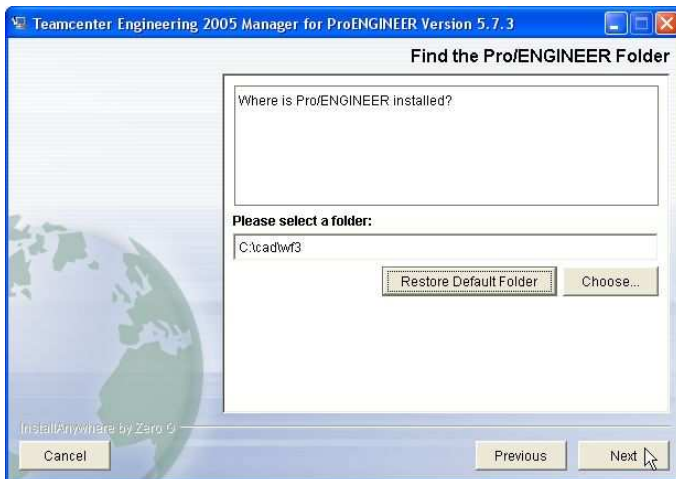 Teamcenter Engineering 2005 Manager for ProENGINEER Version 5.7.3
Find the Pro/ENGINEER Folder
Where is Pro/ENGINEER installed?
Please select a folder:
C:\cad\wf3
Restore Default Folder
Choose...
InstallAnywhere by Zero G
Cancel
Previous
Next